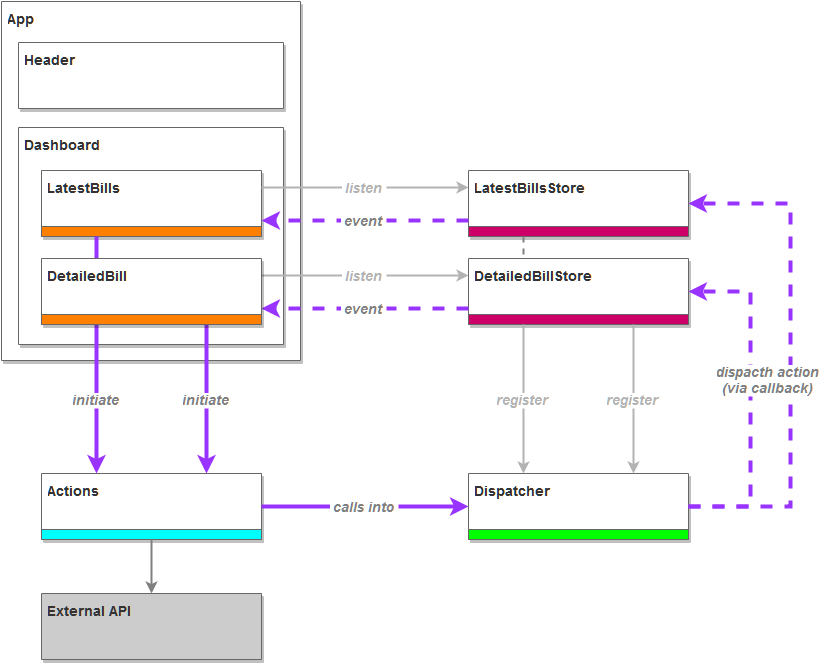 App
Header
Dashboard
LatestBills
listen
LatestBillsStore
event
DetailedBill
listen
DetailedBillStore
event
dispacth action
(via callback)
initiate
initiate
register
register
Actions
calls into
Dispatcher
External API